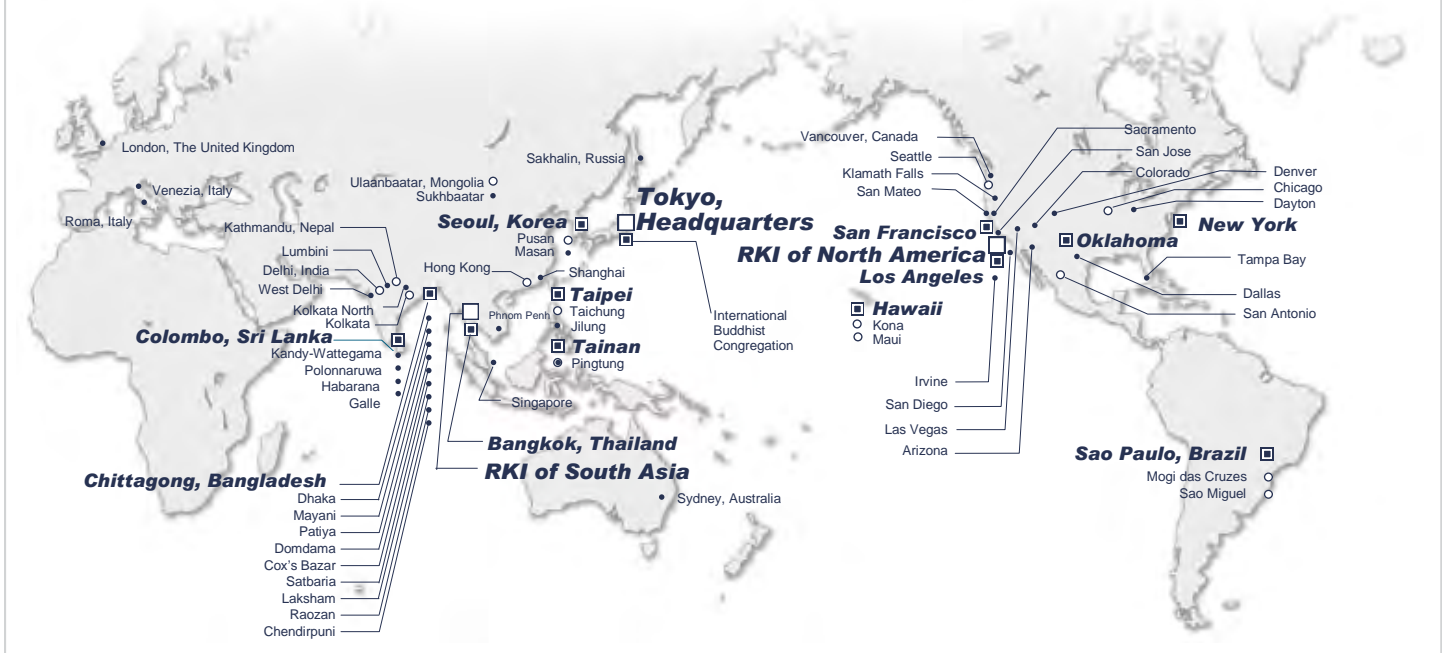 London, The United Kingdom
Venezia, Italy
Roma, Italy
Ulaanbaatar, Mongolia
Sukhbaatar
Sakhalin, Russia
Kathmandu, Nepal
Lumbini
Delhi, India
West Delhi
Kolkata North
Kolkata
Colombo, Sri Lanka
Kandy-Wattegama
Polonnaruwa
Habarana
Galle
Seoul, Korea
Pusan
Masan
Tokyo,
Headquarters
Hong Kong
Shanghai
Phnom Penh
Taipei
Taichung
Jilung
Tainan
Pingtung
Singapore
International
Buddhist
Congregation
Bangkok, Thailand
RKI of South Asia
Chittagong, Bangladesh
Dhaka
Mayani
Patiya
Domdama
Cox's Bazar
Satbaria
Laksham
Raozan
Chendirpuni
Sydney, Australia
Vancouver, Canada
Seattle
Klamath Falls
San Mateo
San Francisco
RKI of North America
Los Angeles
Hawaii
Kona
Maui
Irvine
San Diego
Las Vegas
Arizona
Sacramento
San Jose
Colorado
Denver
Chicago
Dayton
New York
Oklahoma
Tampa Bay
Dallas
San Antonio
Sao Paulo, Brazil
Mogi das Cruzes
Sao Miguel